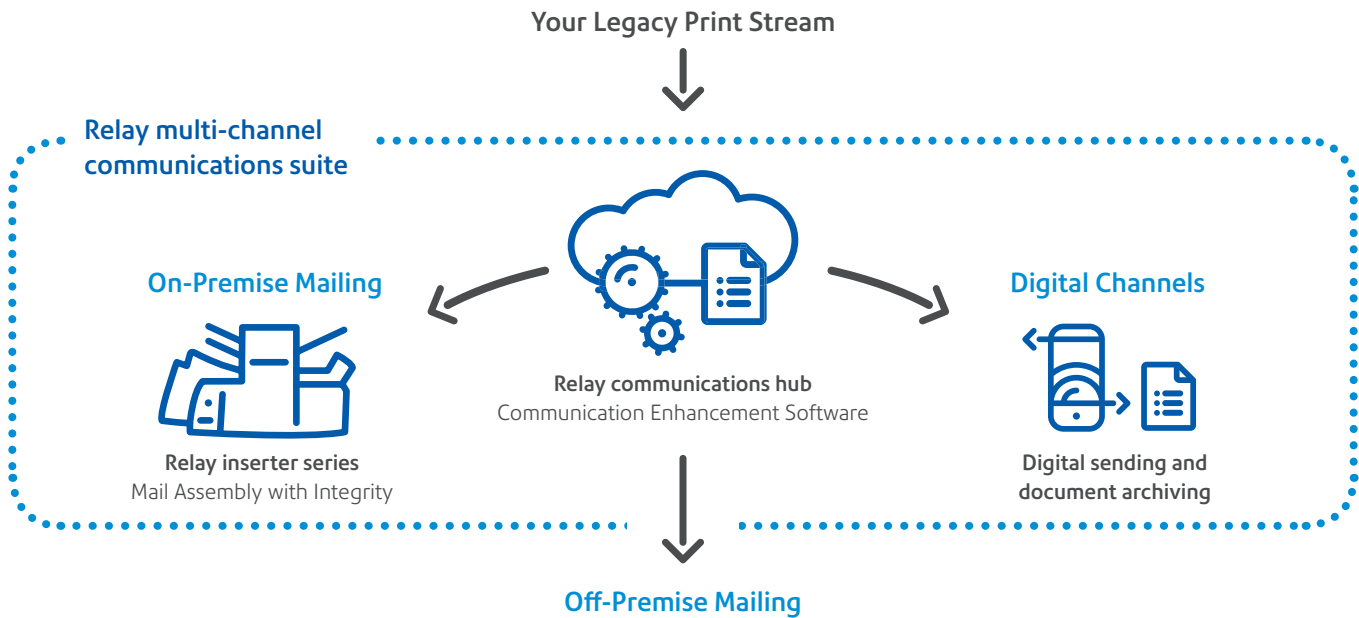 Your Legacy Print Stream
Relay multi-channel
communications suite
On-Premise Mailing
Relay inserter series
Mail Assembly with Integrity
Relay communications hub
Communication Enhancement Software
Digital Channels
Digital sending and
document archiving
Off-Premise Mailing